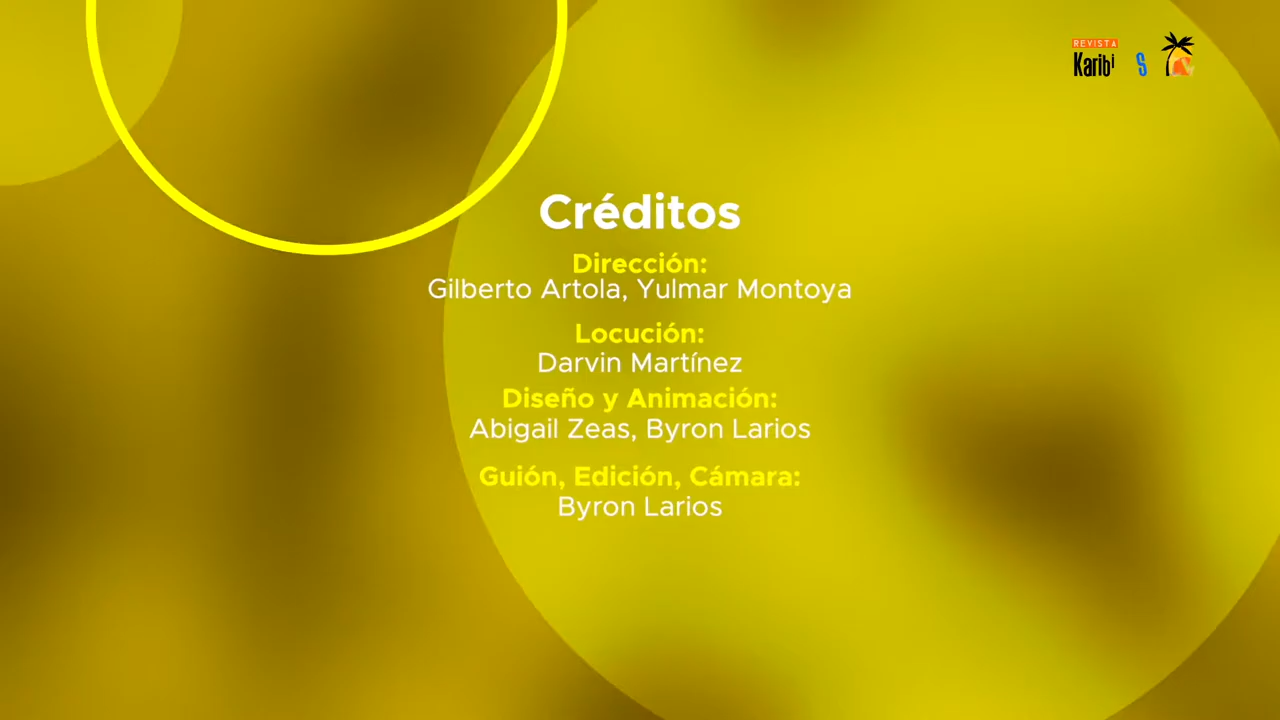 REVISTA
Karibi S
Créditos
Dirección:
Gilberto Artola, Yulmar Montoya
Locución:
Darvin Martínez
Diseño y Animación:
Abigail Zeas, Byron Larios
Guión, Edición, Cámara:
Byron Larios